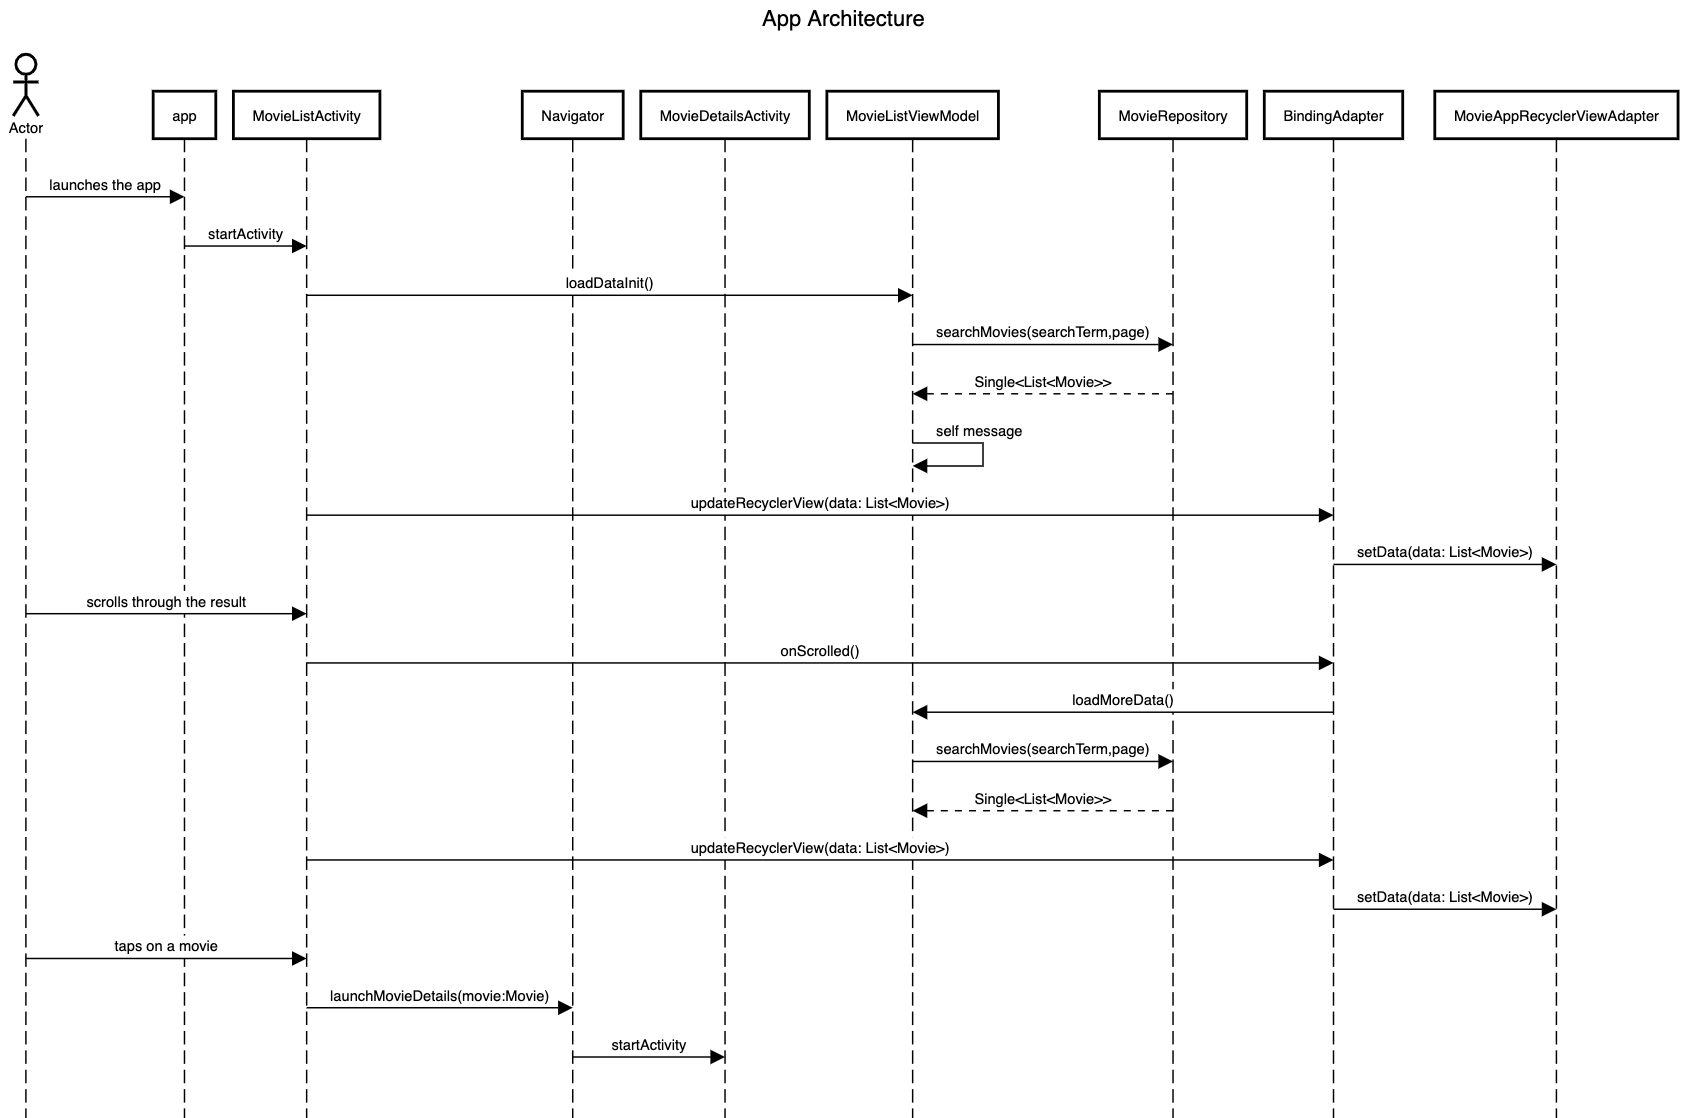 App Architecture
Actor
app
MovieListActivity
Navigator
MovieDetailsActivity
MovieListViewModel
MovieRepository
BindingAdapter
MovieAppRecyclerViewAdapter
launches the app
startActivity
loadDataInit()
searchMovies(searchTerm,page)
Single<List<Movie>>
self message
updateRecyclerView(data: List<Movie>)
setData(data: List<Movie>)
scrolls through the result
onScrolled()
loadMoreData()
searchMovies(searchTerm,page)
Single<List<Movie>>
updateRecyclerView(data: List<Movie>)
setData(data: List<Movie>)
taps on a movie
launchMovieDetails(movie:Movie)
startActivity